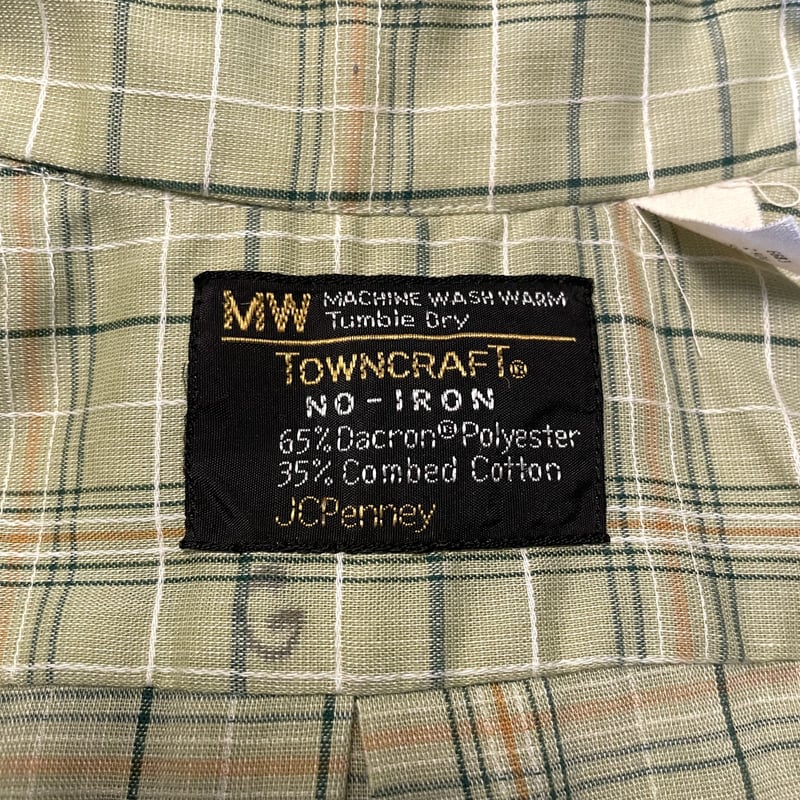 MW MACHINE WASH WARM
Tumble Dry
TOWNCRAFT®
NO-IRON
65% Dacron® Polyester
35% Combed Cotton
JCPenney